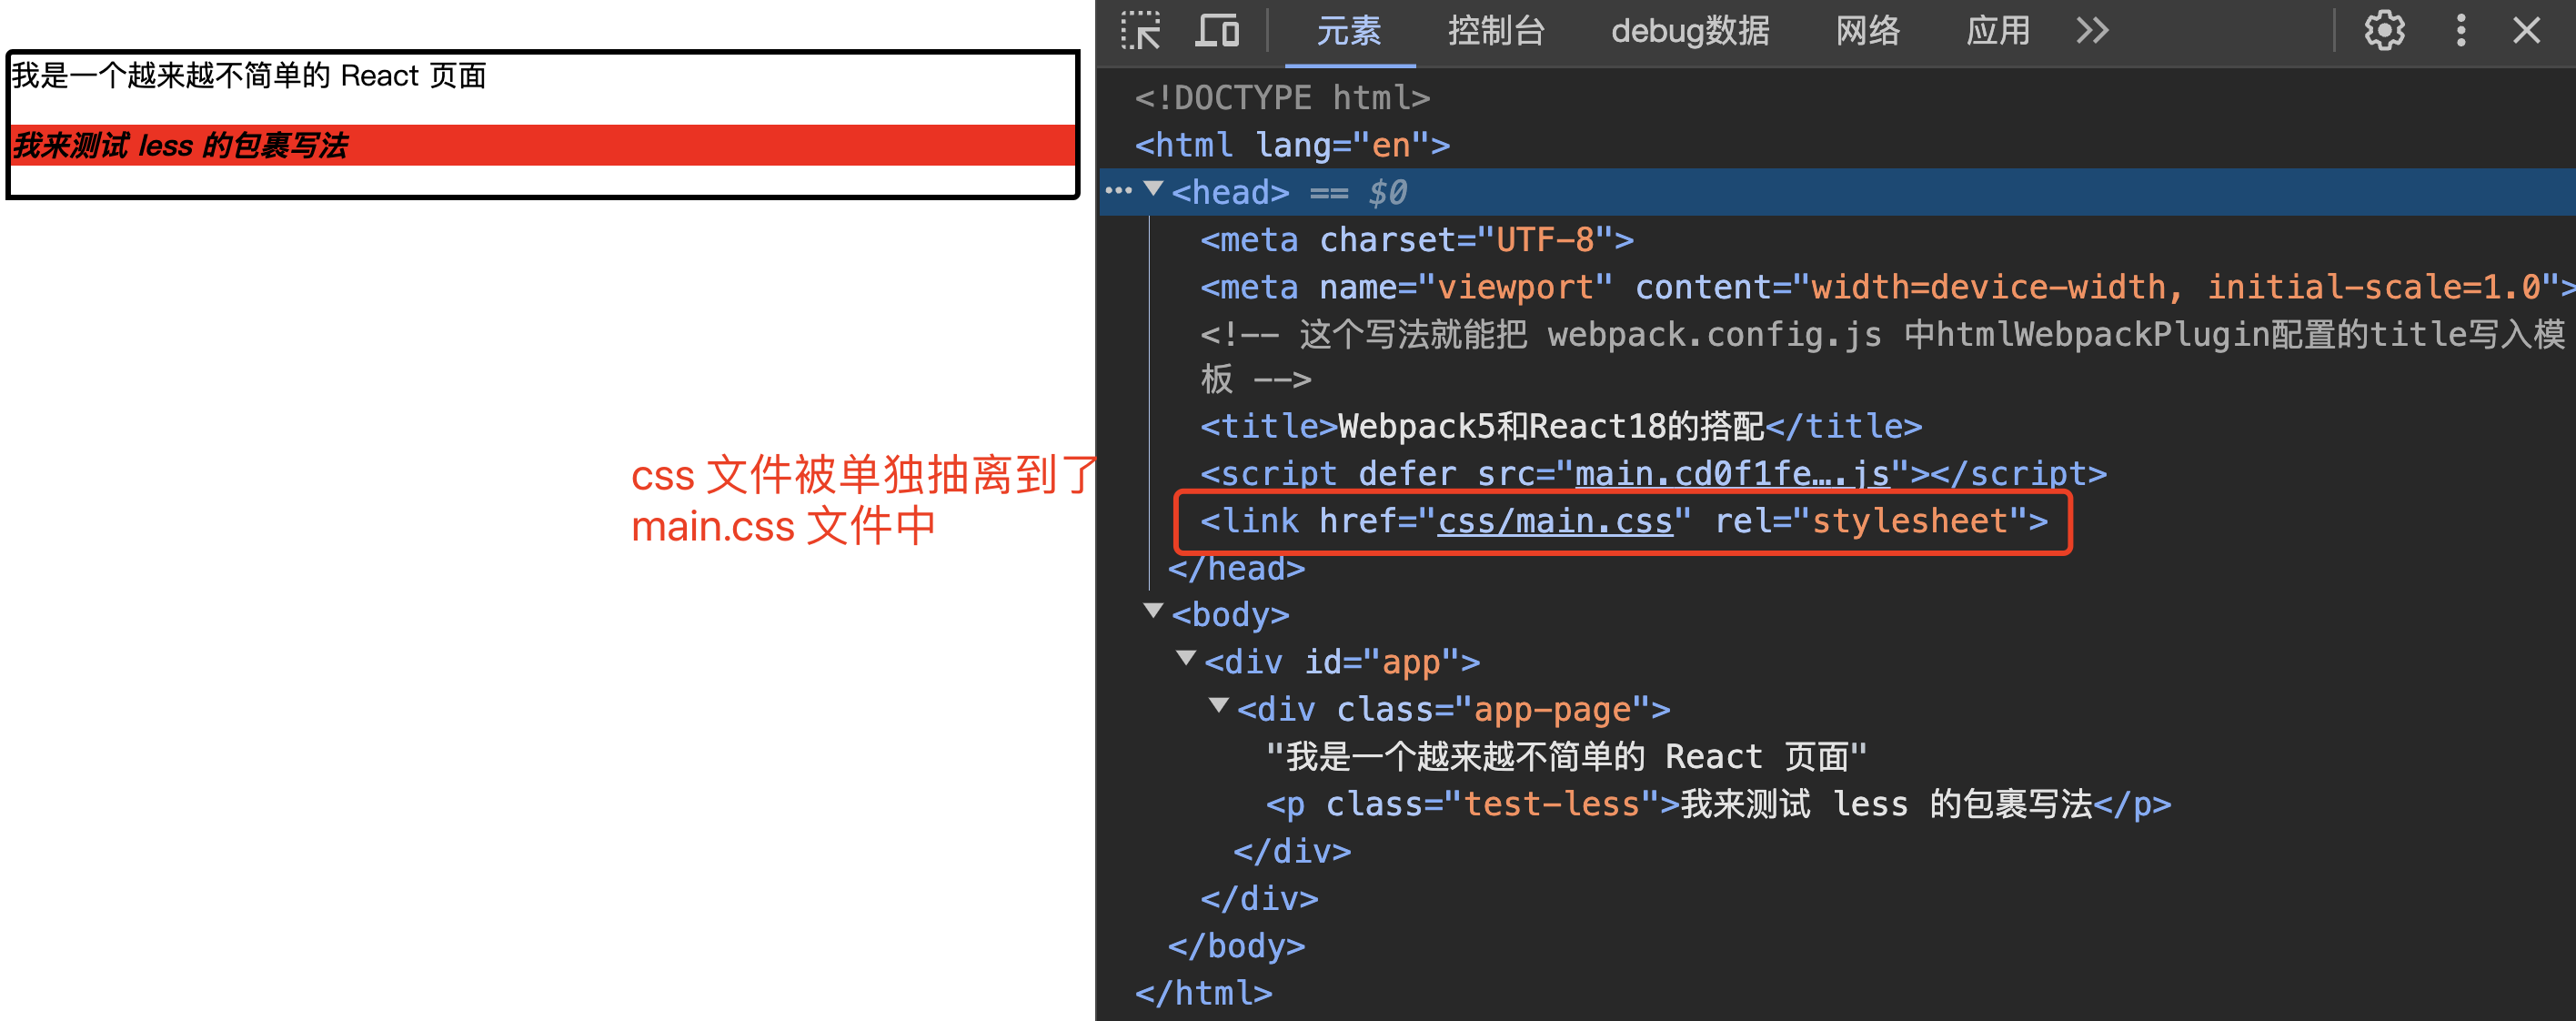 我是一个越来越不简单的 React 页面
我来测试 less 的包裹写法
css 文件被单独抽离到了
main.css 文件中
元素 控制台 debug数据 网络 应用
<!DOCTYPE html>
<html lang="en">
<head> == $0
<meta charset="UTF-8">
<meta name="viewport" content="width=device-width, initial-scale=1.0">
<!-- 这个写法就能把 webpack.config.js 中htmlWebpackPlugin配置的title写入模
板 -->
<title>Webpack5和React18的搭配</title>
<script defer src="main.cd0f1fe….js"></script>
<link href="css/main.css" rel="stylesheet">
</head>
<body>
<div id="app">
<div class="app-page">
"我是一个越来越不简单的 React 页面"
<p class="test-less">我来测试 less 的包裹写法</p>
</div>
</div>
</body>
</html>